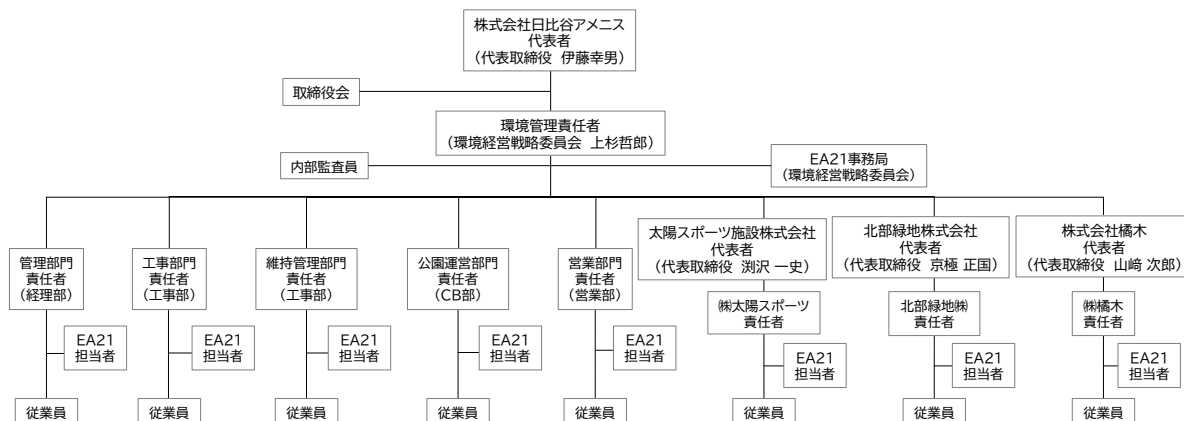 株式会社日比谷アメニス
代表者
（代表取締役 伊藤幸男）
取締役会
環境管理責任者
（環境経営戦略委員会 上杉哲郎）
内部監査員
EA21事務局
（環境経営戦略委員会）
管理部門
責任者
（経理部）
工事部門
責任者
（工事部）
維持管理部門
責任者
（工事部）
公園運営部門
責任者
（CB部）
営業部門
責任者
（営業部）
太陽スポーツ施設株式会社
代表者
（代表取締役 渕沢 一史）
北部緑地株式会社
代表者
（代表取締役 京極 正国）
株式会社橘木
代表者
（代表取締役 山﨑 次郎）
㈱太陽スポーツ
責任者
北部緑地㈱
責任者
㈱橘木
責任者
EA21
担当者
EA21
担当者
EA21
担当者
EA21
担当者
EA21
担当者
EA21
担当者
EA21
担当者
EA21
担当者
従業員
従業員
従業員
従業員
従業員
従業員
従業員
従業員